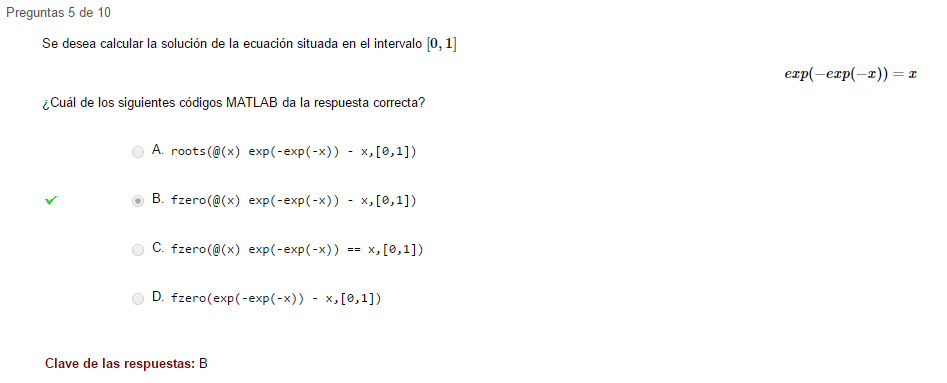 Preguntas 5 de 10
Se desea calcular la solución de la ecuación situada en el intervalo [0, 1]
exp(−exp(−x)) = x
¿Cuál de los siguientes códigos MATLAB da la respuesta correcta?
A. roots(@(x) exp(-exp(-x)) - x,[0,1])
B. fzero(@(x) exp(-exp(-x)) - x,[0,1])
C. fzero(@(x) exp(-exp(-x)) == x,[0,1])
D. fzero(exp(-exp(-x)) - x,[0,1])
Clave de las respuestas: B